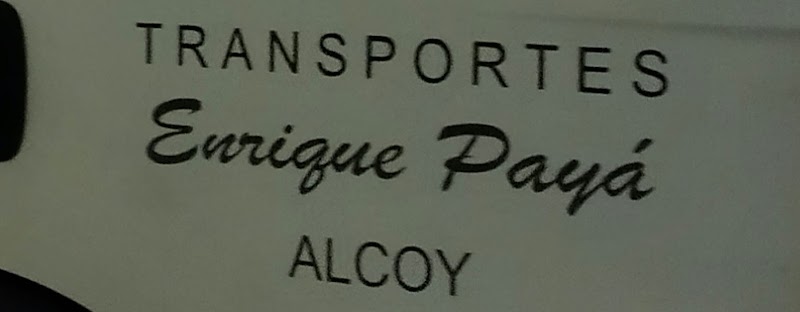 TRANSPORTES
Enrique Payá
ALCOY